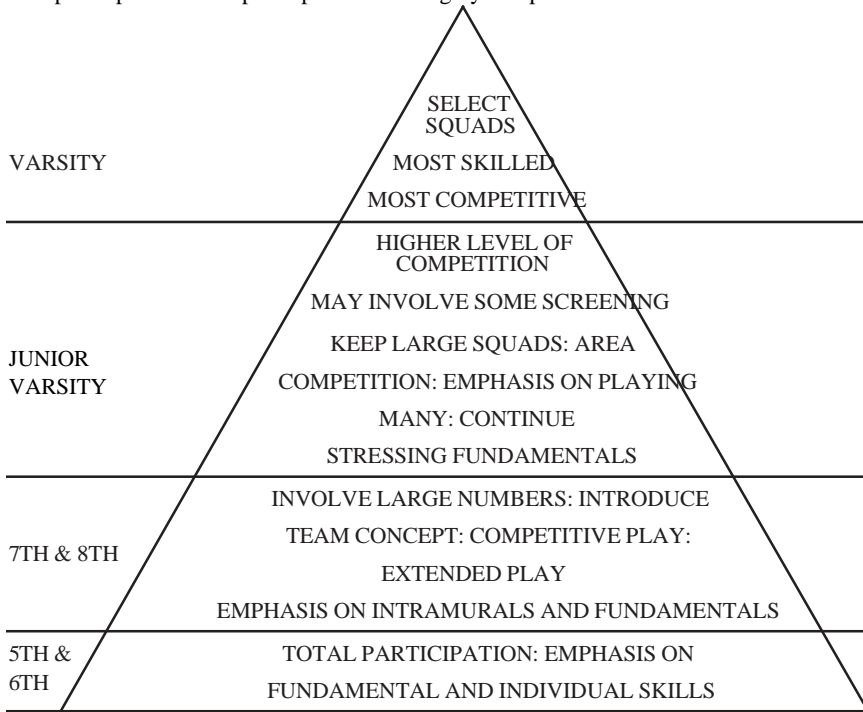 SELECT
SQUADS
VARSITY
MOST SKILLED
MOST COMPETITIVE
HIGHER LEVEL OF
COMPETITION
MAY INVOLVE SOME SCREENING
KEEP LARGE SQUADS: AREA
JUNIOR
VARSITY
COMPETITION: EMPHASIS ON PLAYING
MANY: CONTINUE
STRESSING FUNDAMENTALS
INVOLVE LARGE NUMBERS: INTRODUCE
TEAM CONCEPT: COMPETITIVE PLAY:
7TH & 8TH
EXTENDED PLAY
EMPHASIS ON INTRAMURALS AND FUNDAMENTALS
5TH &
6TH
TOTAL PARTICIPATION: EMPHASIS ON
FUNDAMENTAL AND INDIVIDUAL SKILLS